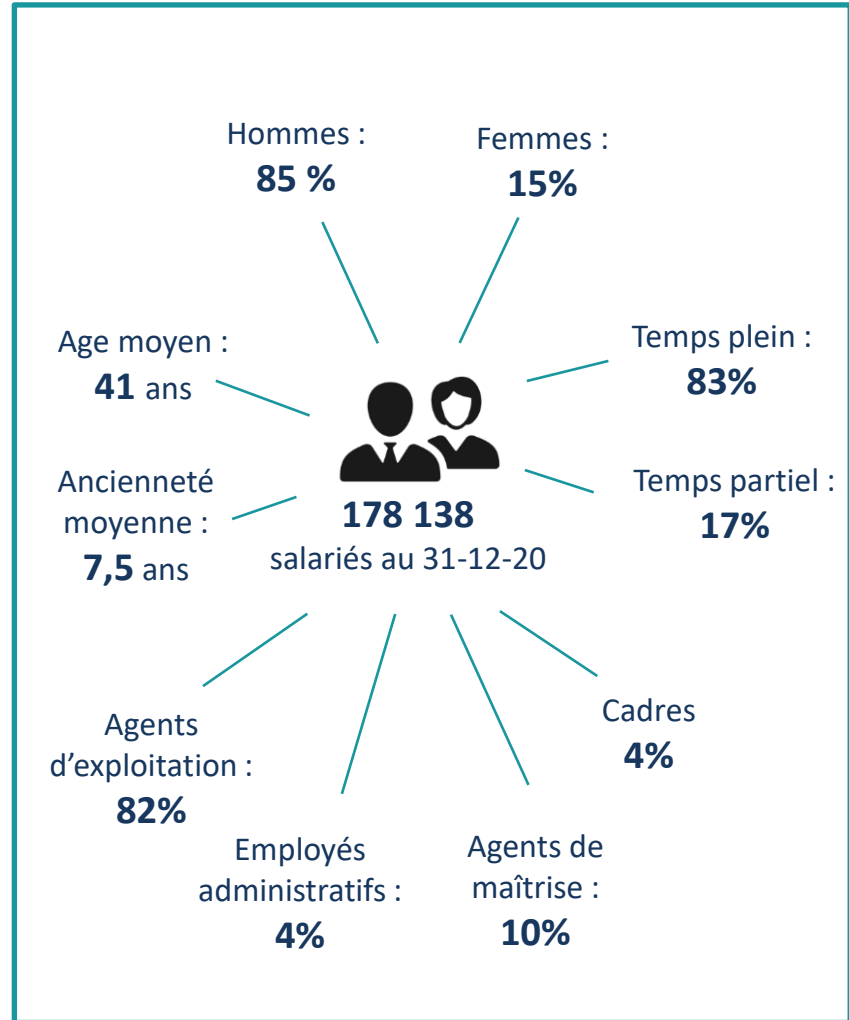 Hommes :
85 %
Femmes :
15%
Age moyen :
41 ans
Temps plein :
83%
Ancienneté
moyenne :
7,5 ans
Temps partiel :
17%
178 138
salariés au 31-12-20
Agents
d’exploitation :
82%
Cadres
4%
Employés
administratifs :
4%
Agents de
maîtrise :
10%